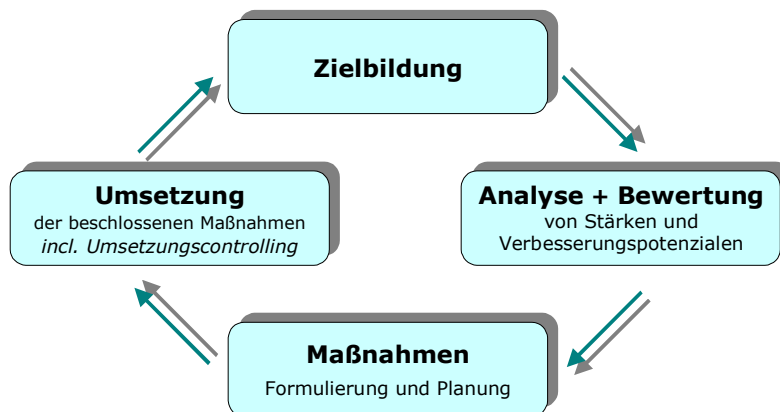 Zielbildung
Umsetzung
der beschlossenen Maßnahmen
incl. Umsetzungscontrolling
Analyse + Bewertung
von Stärken und
Verbesserungspotenzialen
Maßnahmen
Formulierung und Planung